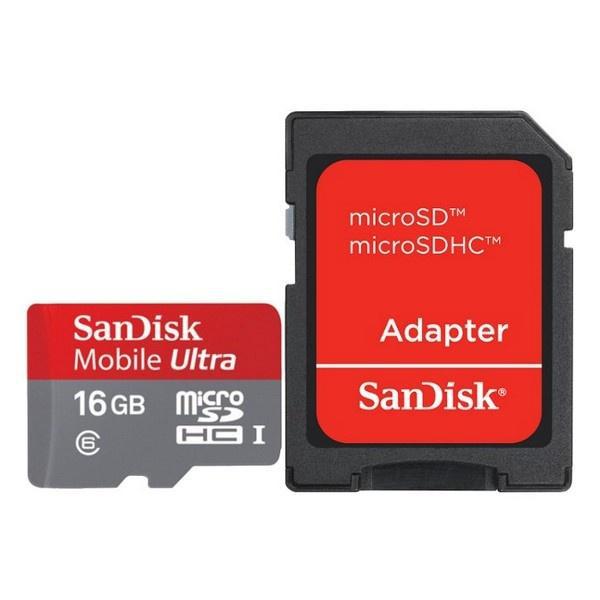 SanDisk
Mobile Ultra
16 GB
micro
SD
HC I
6
microSD™
microSDHC™
Adapter
SanDisk®